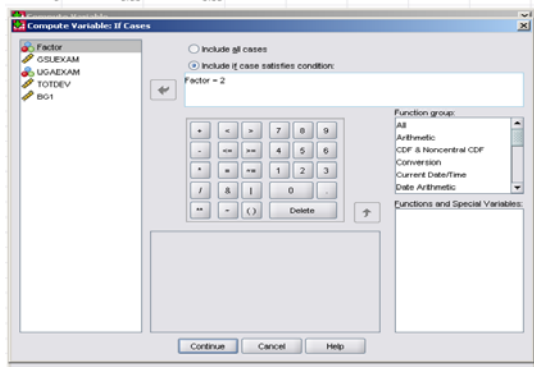 Compute Variable: If Cases
Factor
GSUEXAM
UGAEXAM
TOTDEV
BG1
Include all cases
Include if case satisfies condition:
Factor = 2
+ < > 7 8 9
- <= >= 4 5 6
* = ~= 1 2 3
/ & | 0 .
** ~ ( ) Delete
Function group:
All
Arithmetic
CDF & Noncentral CDF
Conversion
Current Date/Time
Date Arithmetic
Functions and Special Variables:
Continue Cancel Help